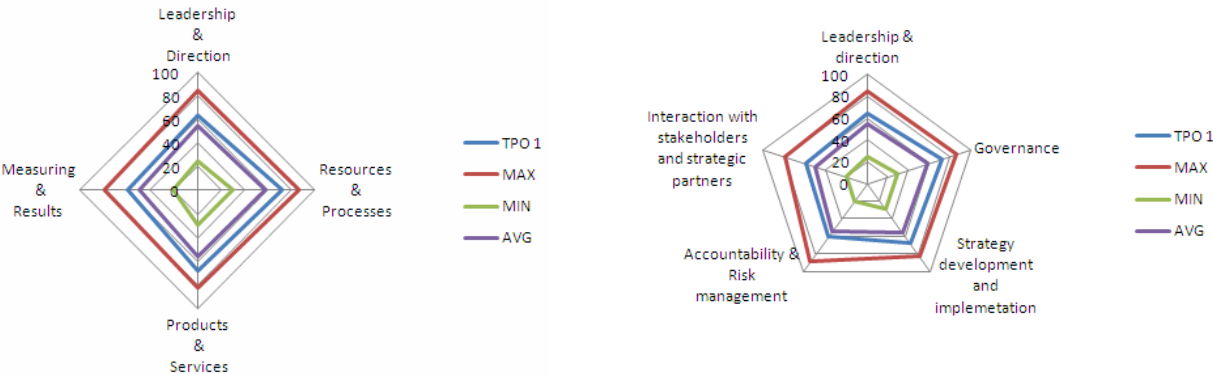 Leadership
&
Direction
100
80
60
40
20
0
Measuring
&
Results
Resources
&
Processes
Products
&
Services
TPO 1
MAX
MIN
AVG
Leadership &
direction
100
80
60
40
20
0
Interaction with
stakeholders
and strategic
partners
Governance
Accountability &
Risk
management
Strategy
development
and
implemetation
TPO 1
MAX
MIN
AVG